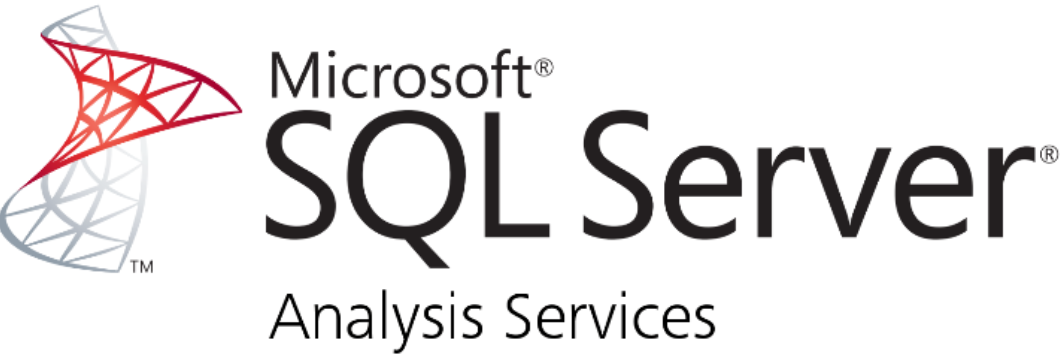 Microsoft®
SQL Server®
TM
Analysis Services